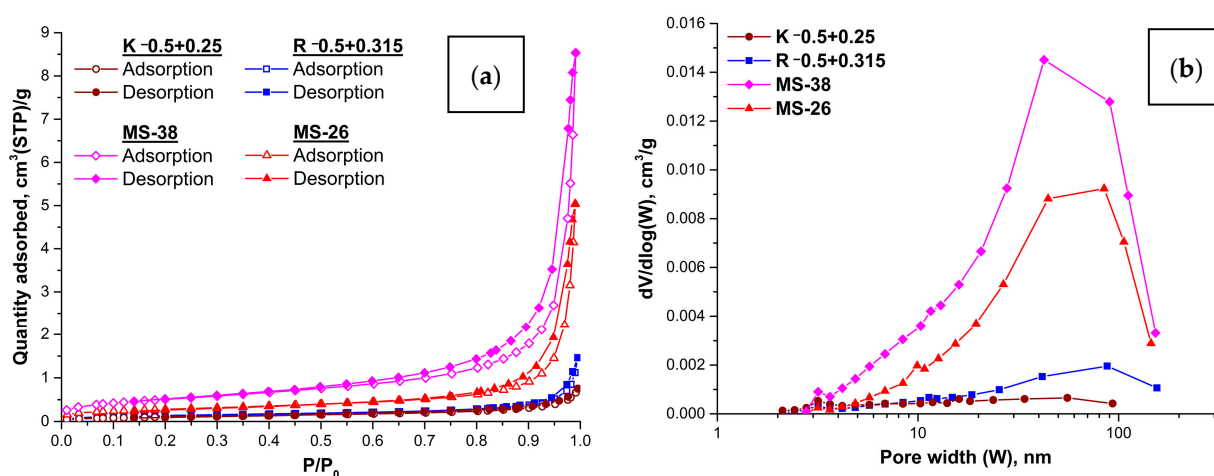 (a)
K –0.5+0.25
Adsorption
Desorption
R –0.5+0.315
Adsorption
Desorption
MS-38
Adsorption
Desorption
MS-26
Adsorption
Desorption
Quantity adsorbed, cm³(STP)/g
9
8
7
6
5
4
3
2
1
0
0.0 0.1 0.2 0.3 0.4 0.5 0.6 0.7 0.8 0.9 1.0
P/P₀
(b)
K –0.5+0.25
R –0.5+0.315
MS-38
MS-26
dV/dlog(W), cm³/g
0.016
0.014
0.012
0.010
0.008
0.006
0.004
0.002
0.000
1 10 100
Pore width (W), nm